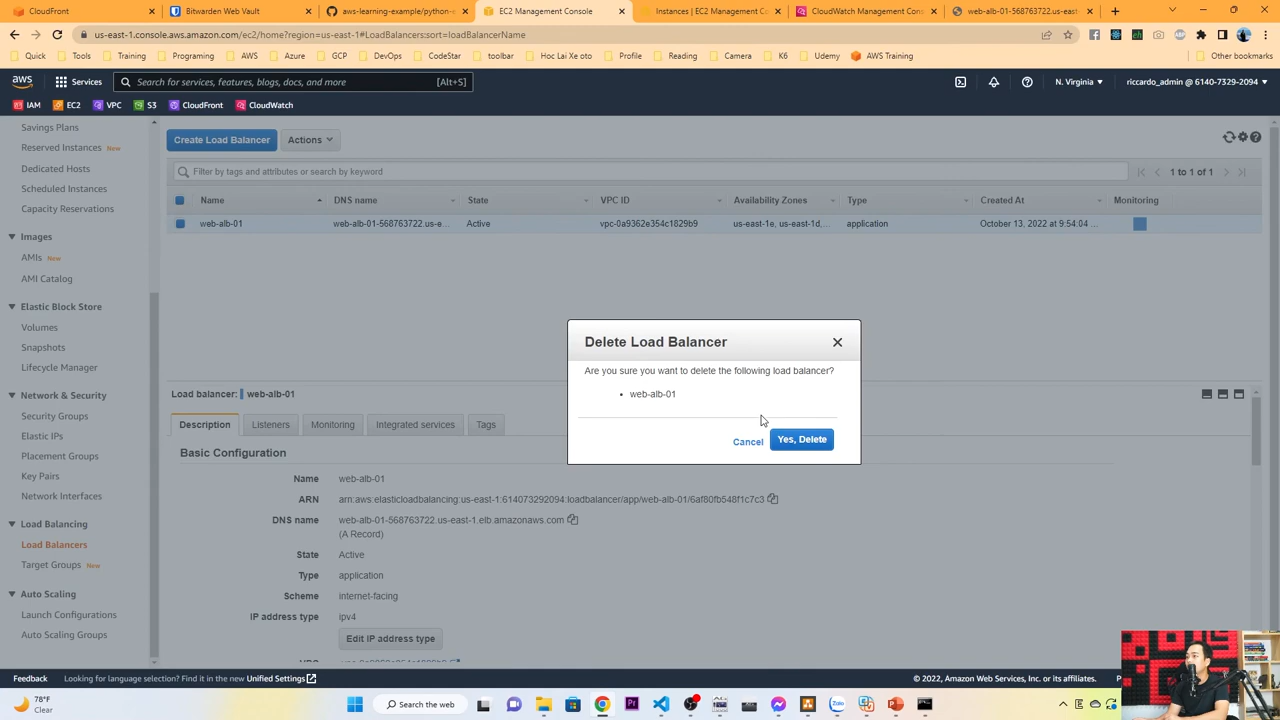 CloudFront
Bitwarden Web Vault
aws-learning-example/python-e
EC2 Management Console
Instances | EC2 Management Co
CloudWatch Management Conso
web-alb-01-568763722.us-east-1
us-east-1.console.aws.amazon.com/ec2/home?region=us-east-1#LoadBalancers:sort=loadBalancerName
Quick
Tools
Training
Programing
AWS
Azure
GCP
DevOps
CodeStar
toolbar
Hoc Lai Xe oto
Profile
Reading
Camera
K6
Udemy
AWS Training
Other bookmarks
aws
Services
Search for services, features, blogs, docs, and more
[Alt+S]
N. Virginia
riccardo_admin @ 6140-7329-2094
IAM
EC2
VPC
S3
CloudFront
CloudWatch
Savings Plans
Reserved Instances New
Dedicated Hosts
Scheduled Instances
Capacity Reservations
Images
AMIs New
AMI Catalog
Elastic Block Store
Volumes
Snapshots
Lifecycle Manager
Network & Security
Security Groups
Elastic IPs
Placement Groups
Key Pairs
Network Interfaces
Load Balancing
Load Balancers
Target Groups New
Auto Scaling
Launch Configurations
Auto Scaling Groups
Create Load Balancer
Actions
Filter by tags and attributes or search by keyword
1 to 1 of 1
Name
DNS name
State
VPC ID
Availability Zones
Type
Created At
Monitoring
web-alb-01
web-alb-01-568763722.us-e...
Active
vpc-0a9362e354c1829b9
us-east-1e, us-east-1d,...
application
October 13, 2022 at 9:54:04 ...
Delete Load Balancer
Are you sure you want to delete the following load balancer?
• web-alb-01
Cancel
Yes, Delete
Load balancer: web-alb-01
Description
Listeners
Monitoring
Integrated services
Tags
Basic Configuration
Name
web-alb-01
ARN
arn:aws:elasticloadbalancing:us-east-1:614073292094:loadbalancer/app/web-alb-01/6af80fb548f1c7c3
DNS name
web-alb-01-568763722.us-east-1.elb.amazonaws.com
(A Record)
State
Active
Type
application
Scheme
internet-facing
IP address type
ipv4
Edit IP address type
Feedback
Looking for language selection? Find it in the new Unified Settings
© 2022, Amazon Web Services, Inc. or its affiliates.
78°F
Clear
Search the web